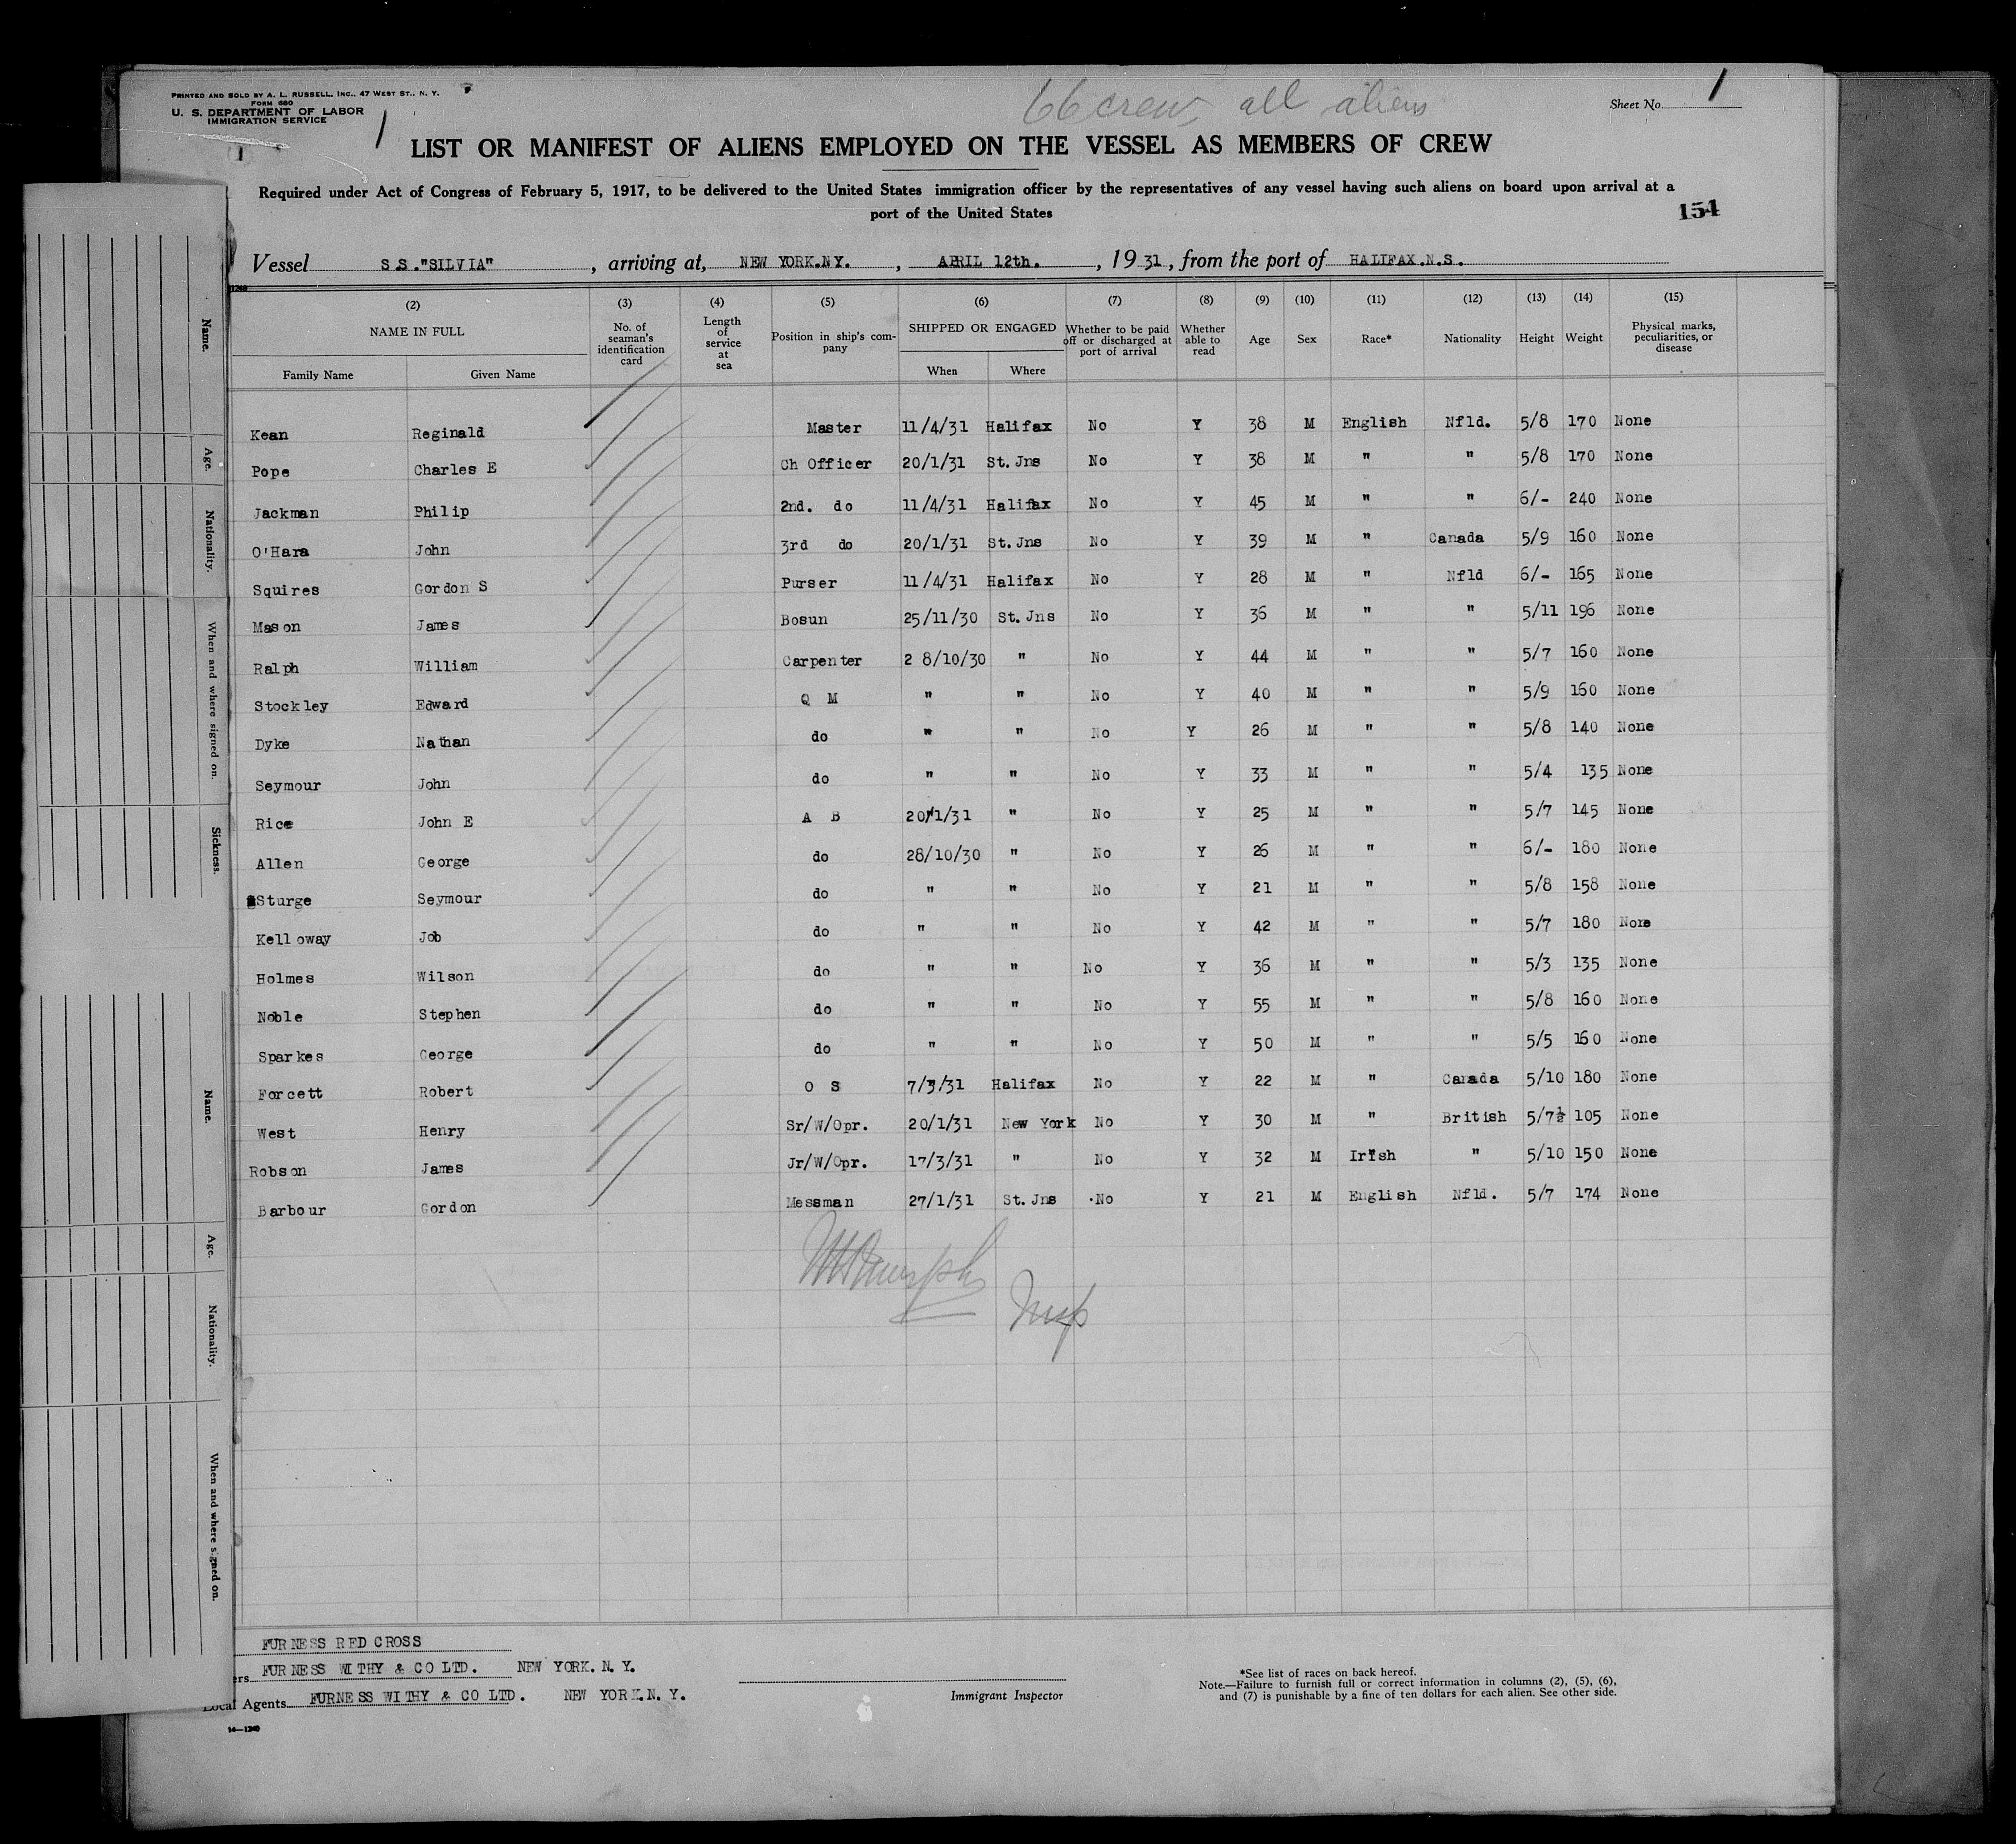 PRINTED AND SOLD BY A. L. RUSSELL, INC., 47 WEST ST., N. Y.
FORM 680
U. S. DEPARTMENT OF LABOR
IMMIGRATION SERVICE
1
66 crew, all aliens
Sheet No. 1
LIST OR MANIFEST OF ALIENS EMPLOYED ON THE VESSEL AS MEMBERS OF CREW
Required under Act of Congress of February 5, 1917, to be delivered to the United States immigration officer by the representatives of any vessel having such aliens on board upon arrival at a
port of the United States
154
Vessel S S."SILVIA" , arriving at, NEW YORK.NY. , APRIL 12th. , 19 31 , from the port of HALIFAX.N.S.
(2) (3) (4) (5) (6) (7) (8) (9) (10) (11) (12) (13) (14) (15)
NAME IN FULL No. of seaman's identification card Length of service at sea Position in ship's company SHIPPED OR ENGAGED Whether to be paid off or discharged at port of arrival Whether able to read Age Sex Race* Nationality Height Weight Physical marks, peculiarities, or disease
Family Name Given Name When Where
Kean Reginald Master 11/4/31 Halifax No Y 38 M English Nfld. 5/8 170 None
Pope Charles E Ch Officer 20/1/31 St.Jns No Y 38 M " " 5/8 170 None
Jackman Philip 2nd. do 11/4/31 Halifax No Y 45 M " " 6/- 240 None
O'Hara John 3rd do 20/1/31 St.Jns No Y 39 M " Canada 5/9 160 None
Squires Gordon S Purser 11/4/31 Halifax No Y 28 M " Nfld 6/- 165 None
Mason James Bosun 25/11/30 St.Jns No Y 36 M " " 5/11 196 None
Ralph William Carpenter 2 8/10/30 " No Y 44 M " " 5/7 160 None
Stockley Edward Q M " " No Y 40 M " " 5/9 160 None
Dyke Nathan do " " No Y 26 M " " 5/8 140 None
Seymour John do " " No Y 33 M " " 5/4 135 None
Rice John E A B 20/1/31 " No Y 25 M " " 5/7 145 None
Allen George do 28/10/30 " No Y 26 M " " 6/- 180 None
Sturge Seymour do " " No Y 21 M " " 5/8 158 None
Kelloway Job do " " No Y 42 M " " 5/7 180 None
Holmes Wilson do " " No Y 36 M " " 5/3 135 None
Noble Stephen do " " No Y 55 M " " 5/8 160 None
Sparkes George do " " No Y 50 M " " 5/5 160 None
Forcett Robert O S 7/3/31 Halifax No Y 22 M " Canada 5/10 180 None
West Henry Sr/W/Opr. 20/1/31 New York No Y 30 M " British 5/7½ 105 None
Robson James Jr/W/Opr. 17/3/31 " No Y 32 M Irish " 5/10 150 None
Barbour Gordon Messman 27/1/31 St.Jns No Y 21 M English Nfld. 5/7 174 None
Insp
FURNESS RED CROSS
ers FURNESS WITHY & CO LTD. NEW YORK. N. Y.
Local Agents FURNESS WITHY & CO LTD. NEW YORK.N. Y.
Immigrant Inspector
*See list of races on back hereof.
Note.—Failure to furnish full or correct information in columns (2), (5), (6),
and (7) is punishable by a fine of ten dollars for each alien. See other side.
14—1240
Name.
Age.
Nationality.
When and where signed on.
Sickness.
Name.
Age.
Nationality.
When and where signed on.